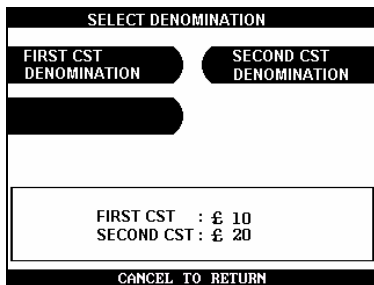 SELECT DENOMINATION
FIRST CST
DENOMINATION
SECOND CST
DENOMINATION
FIRST CST : £ 10
SECOND CST : £ 20
CANCEL TO RETURN